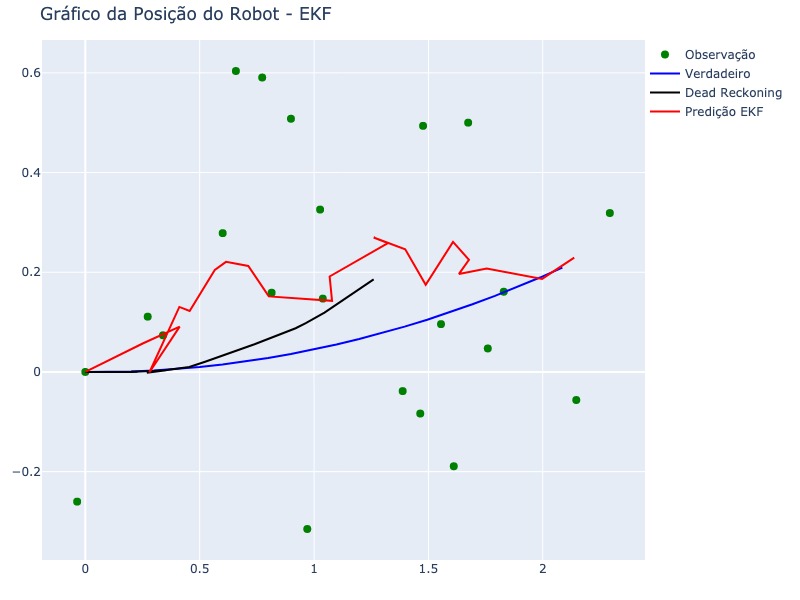 Gráfico da Posição do Robot - EKF
Observação
Verdadeiro
Dead Reckoning
Predição EKF
0.6
0.4
0.2
0
−0.2
0
0.5
1
1.5
2